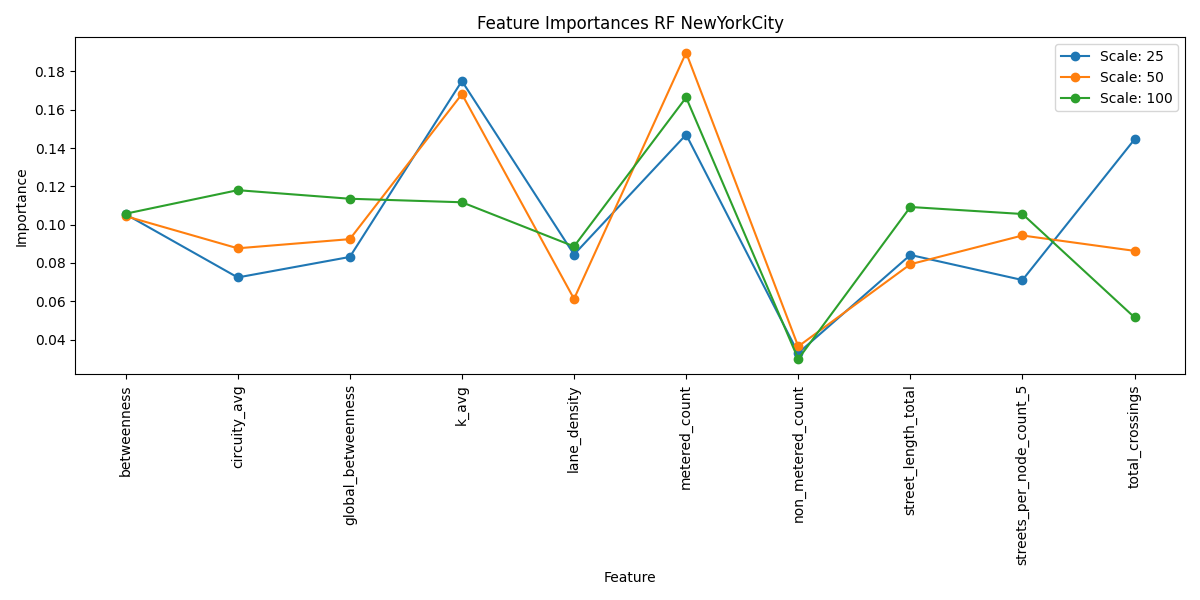 Feature Importances RF NewYorkCity
Importance
0.18
0.16
0.14
0.12
0.10
0.08
0.06
0.04
Scale: 25
Scale: 50
Scale: 100
betweenness
circuity_avg
global_betweenness
k_avg
lane_density
metered_count
non_metered_count
street_length_total
streets_per_node_count_5
total_crossings
Feature